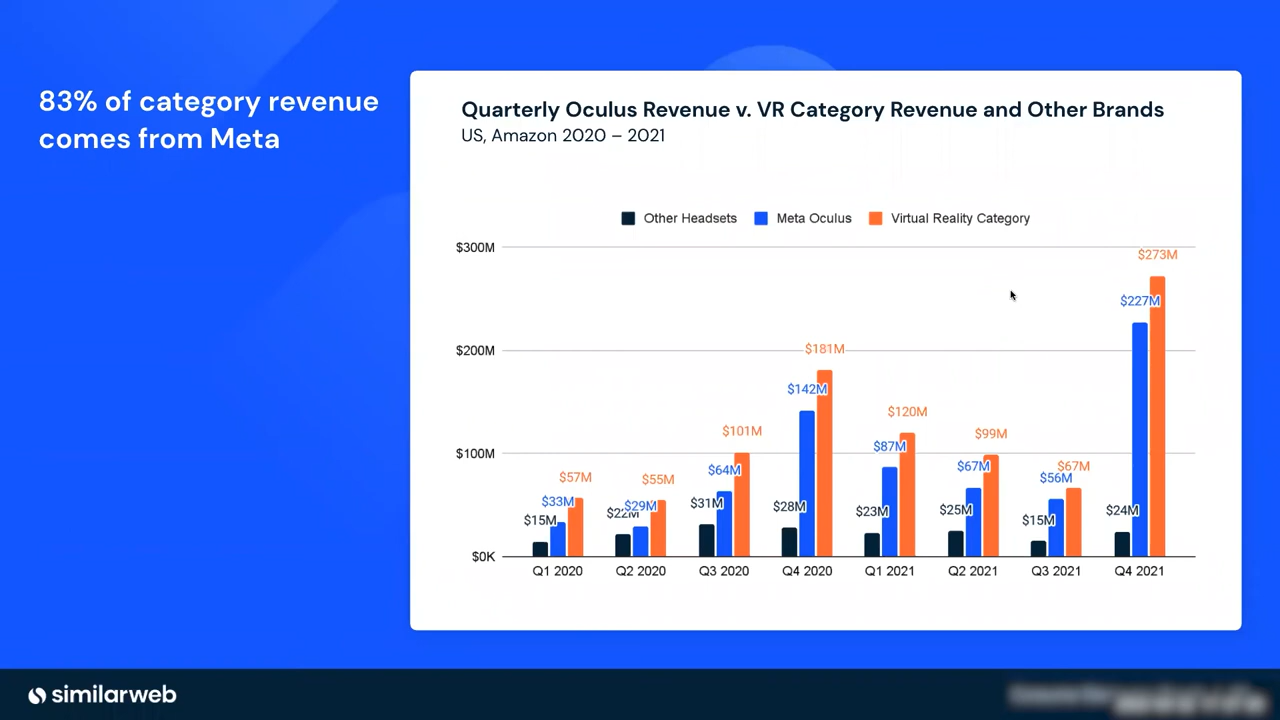 83% of category revenue
comes from Meta
Quarterly Oculus Revenue v. VR Category Revenue and Other Brands
US, Amazon 2020 – 2021
Other Headsets Meta Oculus Virtual Reality Category
$300M
$273M
$227M
$200M
$181M
$142M
$120M
$101M
$99M
$100M
$87M
$57M
$55M
$64M
$67M
$56M
$67M
$33M
$29M
$15M
$22M
$31M
$28M
$23M
$25M
$15M
$24M
$0K
Q1 2020 Q2 2020 Q3 2020 Q4 2020 Q1 2021 Q2 2021 Q3 2021 Q4 2021
similarweb